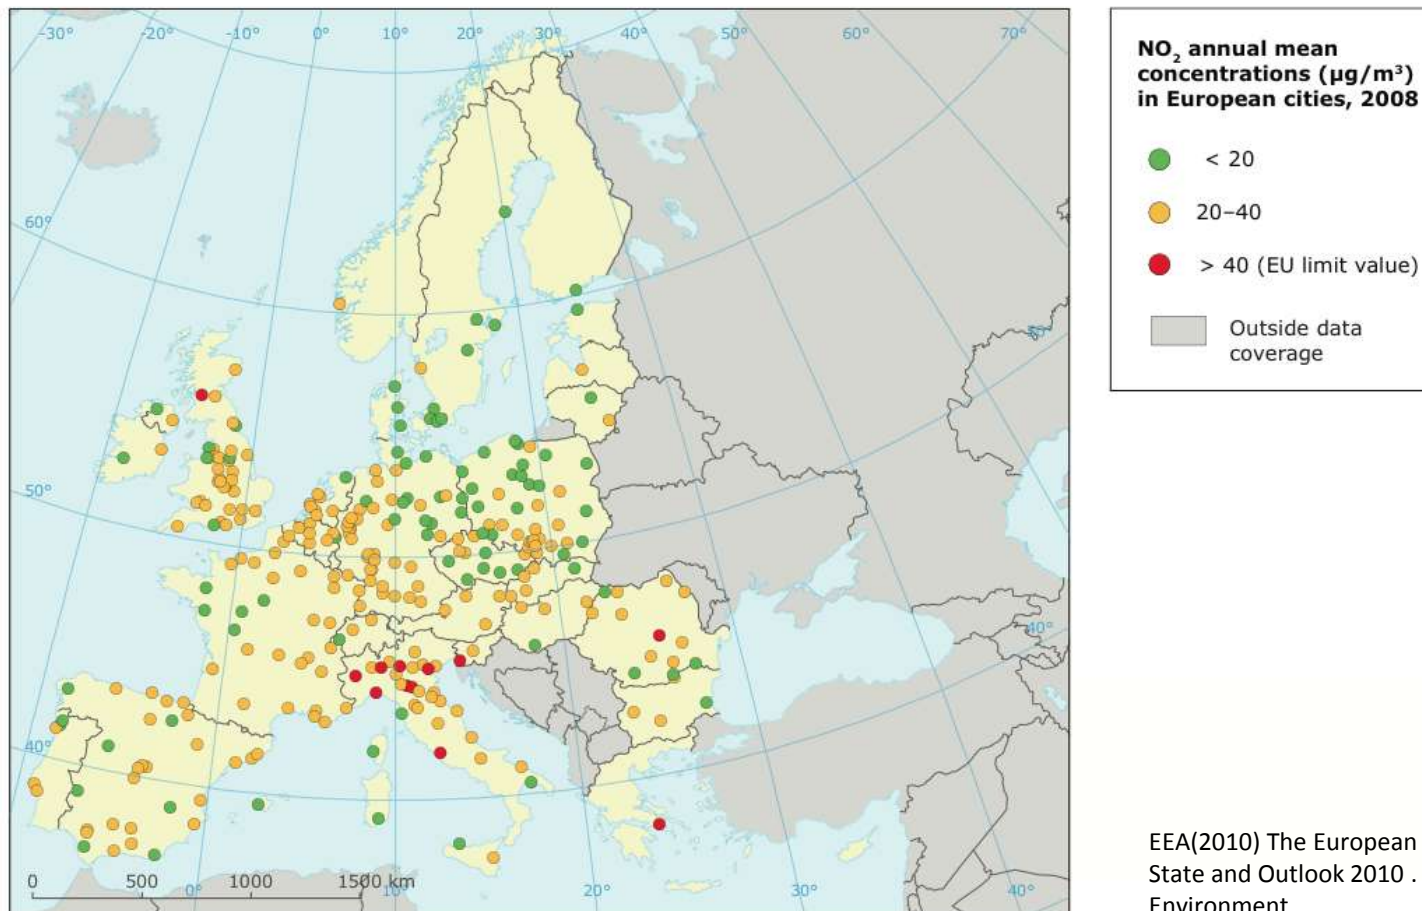 -30°
-20°
0°
10°
20°
30°
40°
50°
60°
70°
60°
50°
50°
40°
40°
0 500 1000 1500 km
0°
10°
20°
30°
40°
NO₂ annual mean
concentrations (µg/m³)
in European cities, 2008
< 20
20–40
> 40 (EU limit value)
Outside data
coverage
EEA(2010) The European
State and Outlook 2010 .
Environment